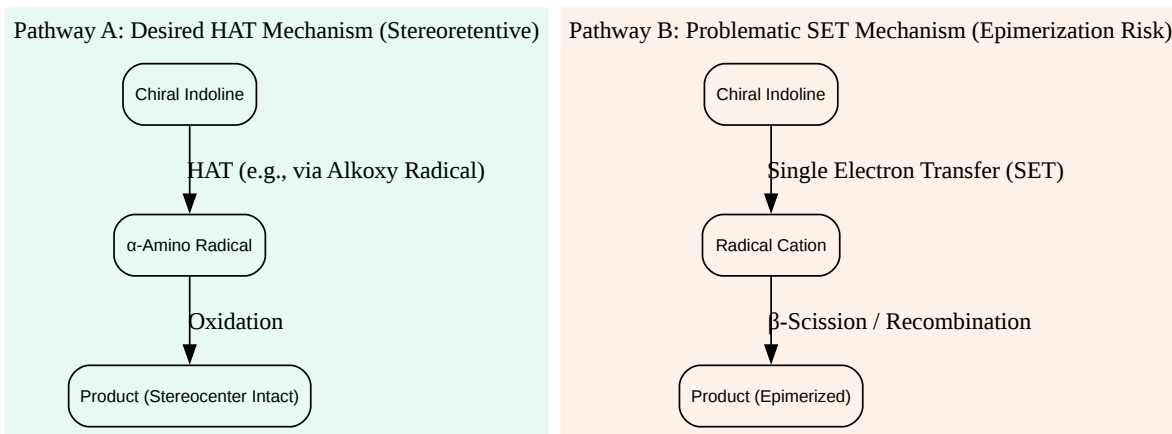 Pathway A: Desired HAT Mechanism (Stereoretentive)
Chiral Indoline
HAT (e.g., via Alkoxy Radical)
α-Amino Radical
Oxidation
Product (Stereocenter Intact)
Pathway B: Problematic SET Mechanism (Epimerization Risk)
Chiral Indoline
Single Electron Transfer (SET)
Radical Cation
β-Scission / Recombination
Product (Epimerized)